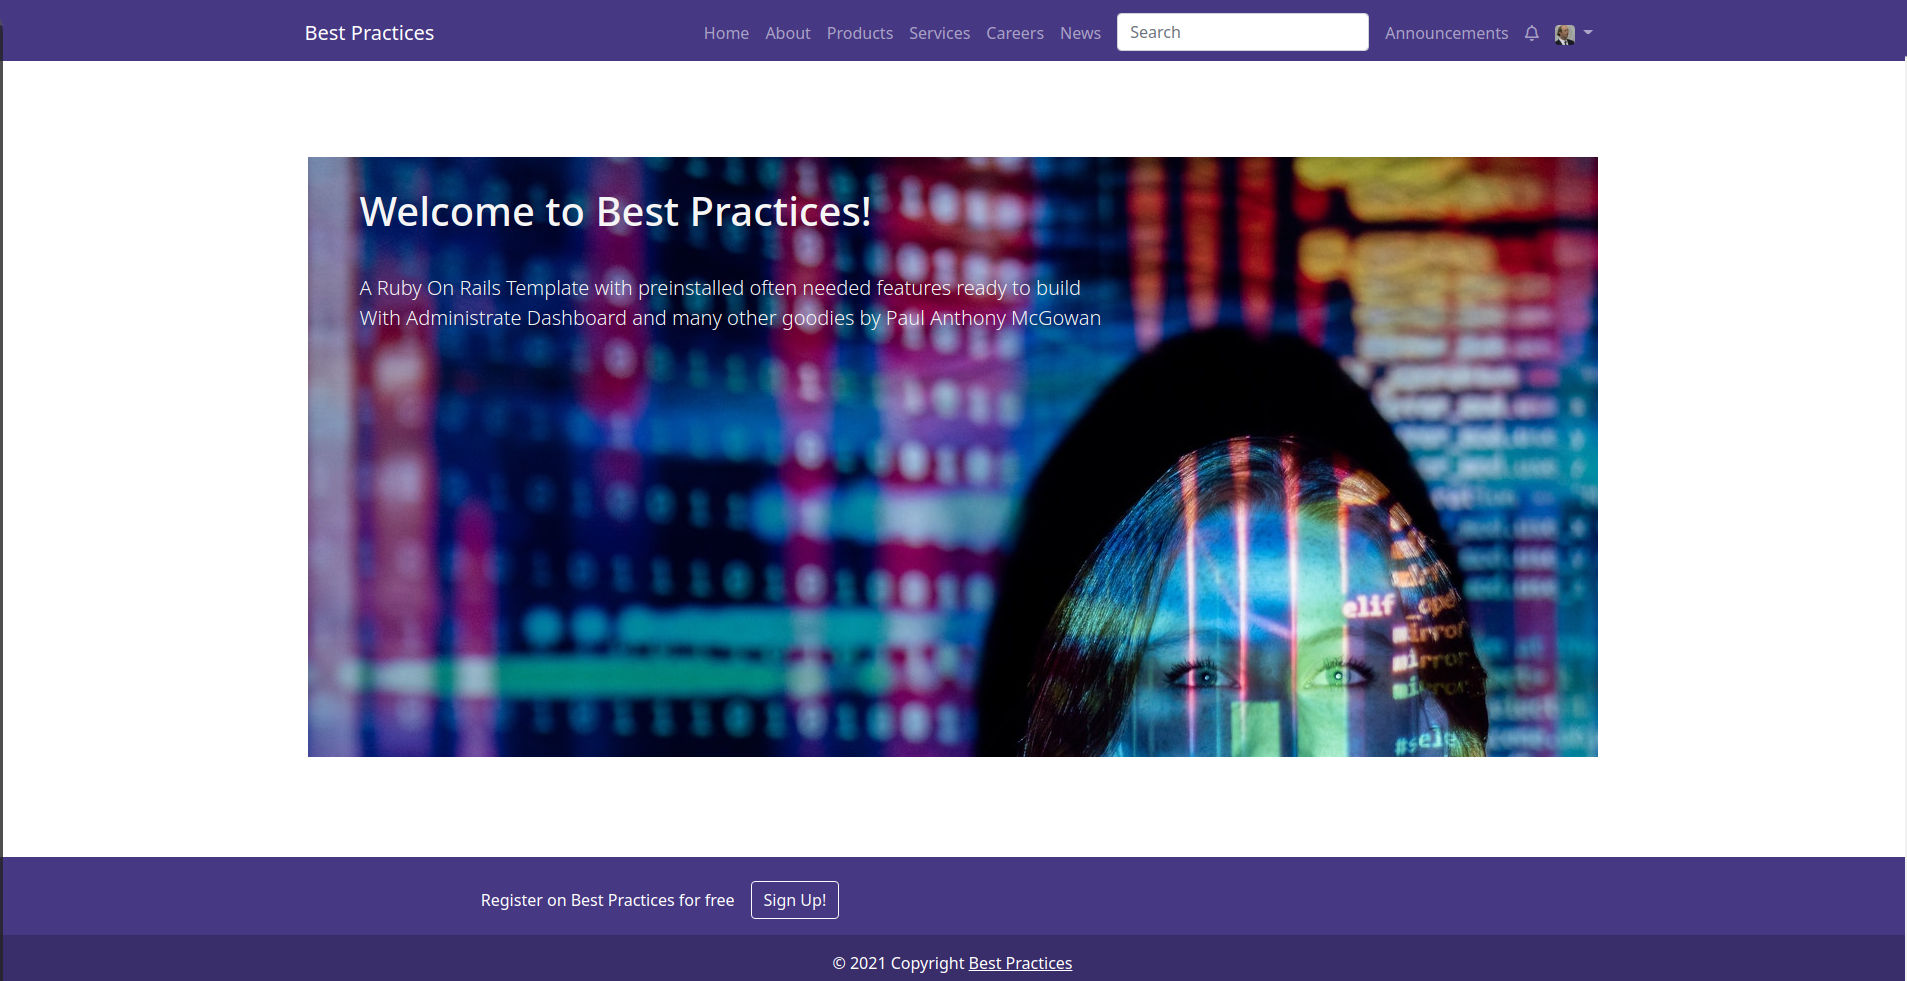 Best Practices
Home About Products Services Careers News Search Announcements
Welcome to Best Practices!
A Ruby On Rails Template with preinstalled often needed features ready to build
With Administrate Dashboard and many other goodies by Paul Anthony McGowan
elif
mirror
mirror
mirror
Register on Best Practices for free Sign Up!
© 2021 Copyright Best Practices